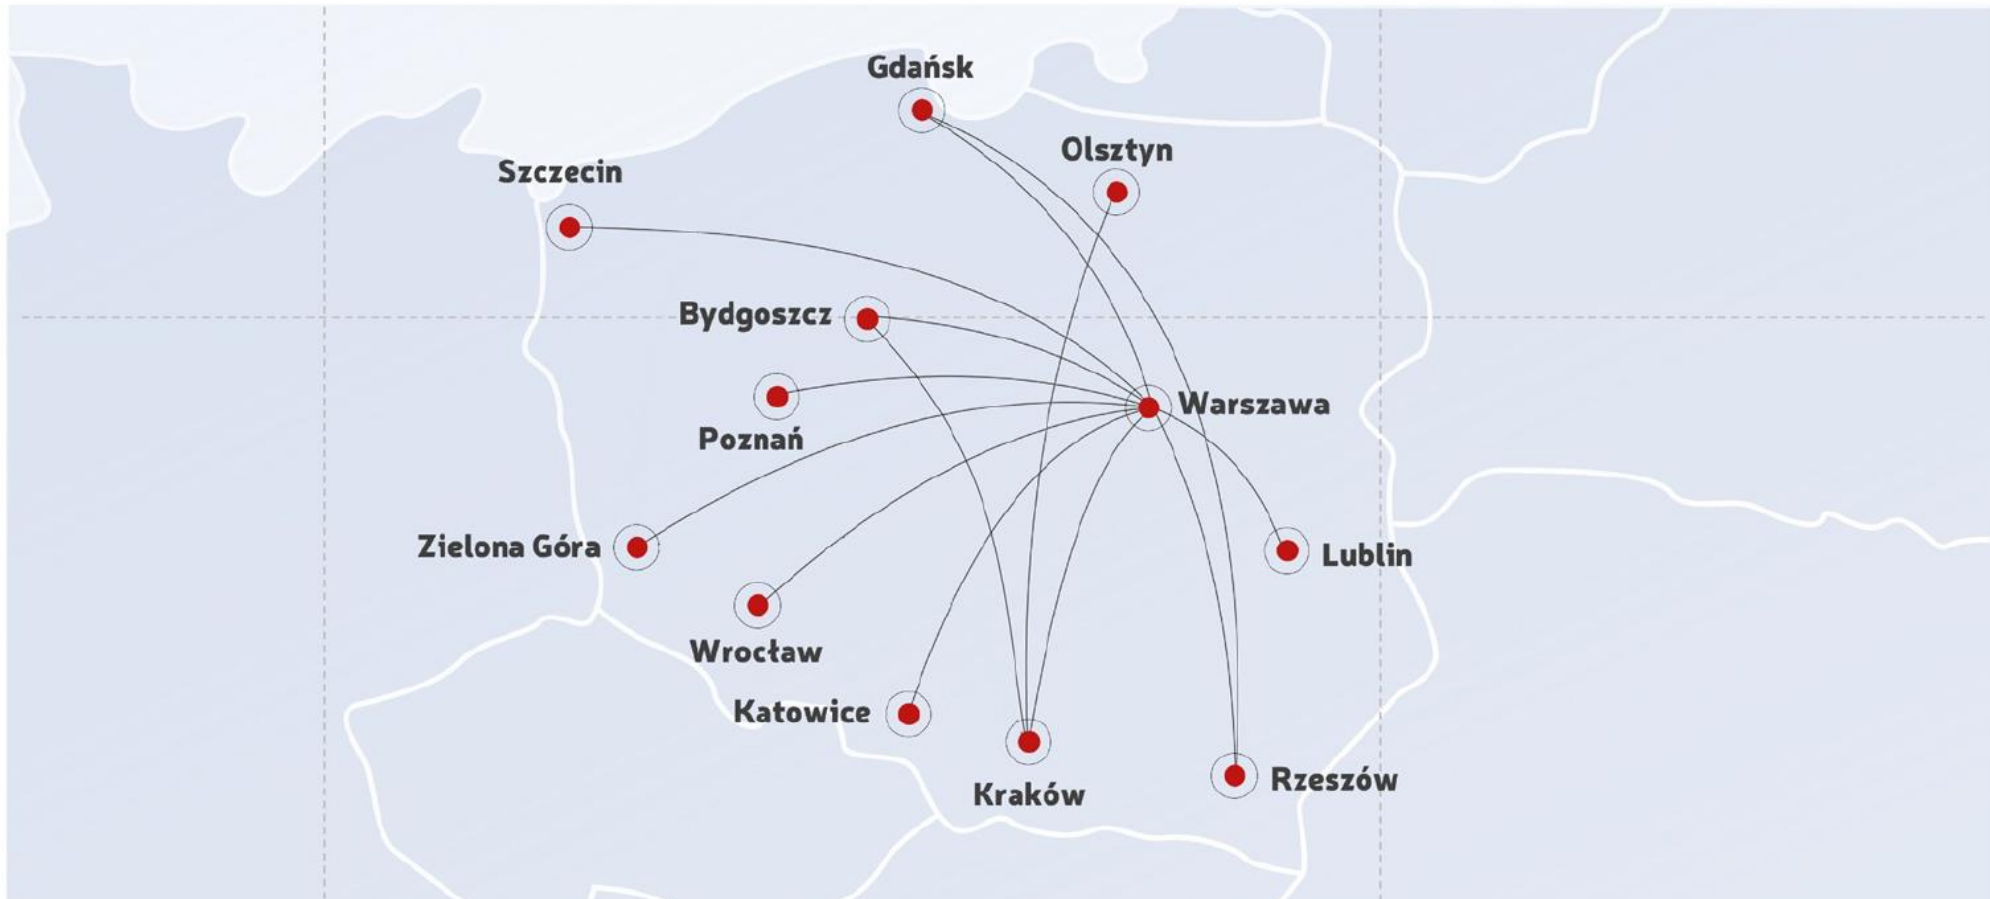 Gdańsk
Olsztyn
Szczecin
Bydgoszcz
Warszawa
Poznań
Zielona Góra
Lublin
Wrocław
Katowice
Rzeszów
Kraków